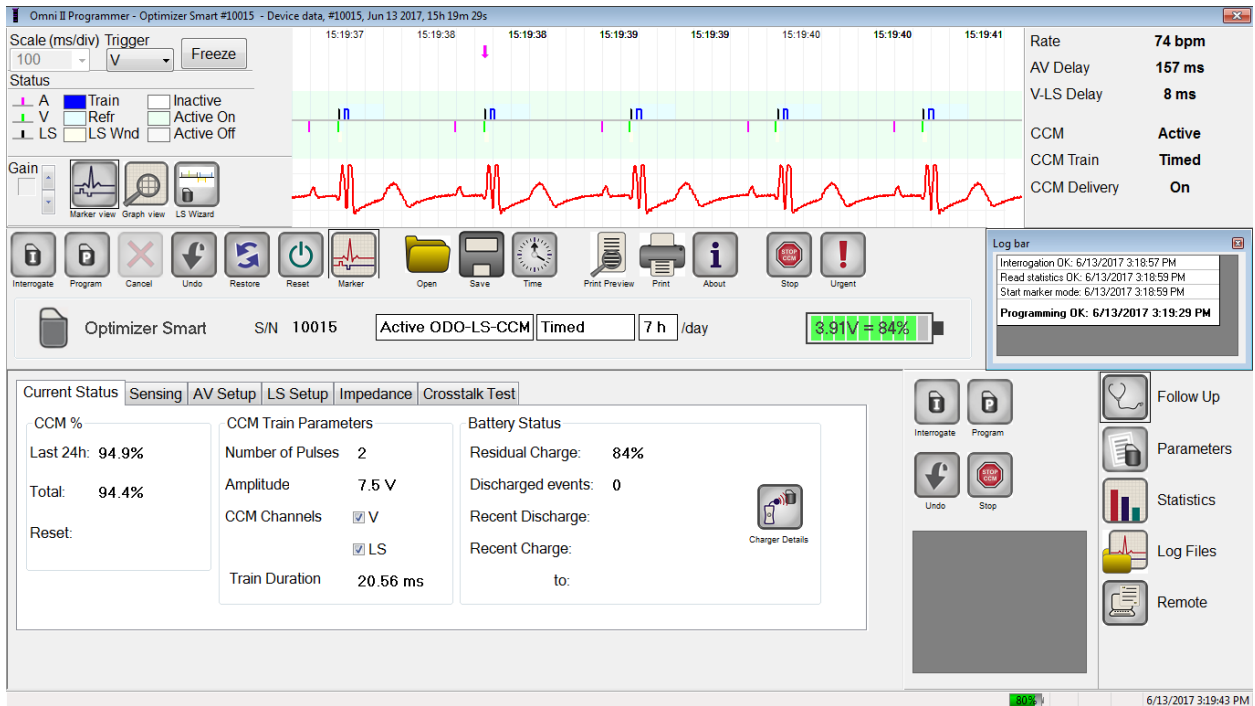 Omni II Programmer - Optimizer Smart #10015 - Device data, #10015, Jun 13 2017, 15h 19m 29s
Scale (ms/div) Trigger
100 V Freeze
Status
A Train Inactive
V Refr Active On
LS LS Wnd Active Off
Gain
Marker view Graph view LS Wizard
15:19:37 15:19:38 15:19:38 15:19:39 15:19:39 15:19:40 15:19:40 15:19:41
Rate 74 bpm
AV Delay 157 ms
V-LS Delay 8 ms
CCM Active
CCM Train Timed
CCM Delivery On
Interrogate Program Cancel Undo Restore Reset Marker Open Save Time Print Preview Print About Stop Urgent
STOP CCM
Log bar
Interrogation OK: 6/13/2017 3:18:57 PM
Read statistics OK: 6/13/2017 3:18:59 PM
Start marker mode: 6/13/2017 3:18:59 PM
Programming OK: 6/13/2017 3:19:29 PM
Optimizer Smart S/N 10015 Active ODO-LS-CCM Timed 7 h /day 3.91V = 84%
Current Status Sensing AV Setup LS Setup Impedance Crosstalk Test
CCM %
Last 24h: 94.9%
Total: 94.4%
Reset:
CCM Train Parameters
Number of Pulses 2
Amplitude 7.5 V
CCM Channels V
LS
Train Duration 20.56 ms
Battery Status
Residual Charge: 84%
Discharged events: 0
Recent Discharge:
Recent Charge:
to:
Charger Details
Interrogate Program
STOP CCM
Undo Stop
Follow Up
Parameters
Statistics
Log Files
Remote
80% 6/13/2017 3:19:43 PM